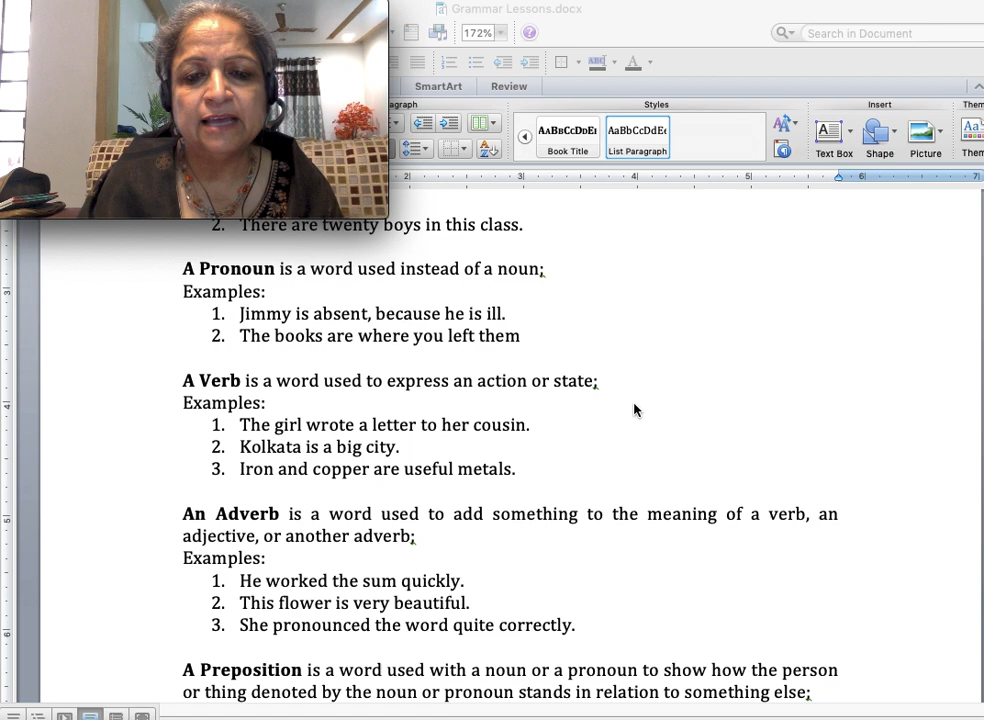 Grammar Lessons.docx
172%
Search in Document
SmartArt
Review
agraph
Styles
Insert
Them
AaBbCcDdEe
AaBbCcDdEe
Book Title
List Paragraph
Text Box
Shape
Picture
Them
2. There are twenty boys in this class.
A Pronoun is a word used instead of a noun;
Examples:
1. Jimmy is absent, because he is ill.
2. The books are where you left them
A Verb is a word used to express an action or state;
Examples:
1. The girl wrote a letter to her cousin.
2. Kolkata is a big city.
3. Iron and copper are useful metals.
An Adverb is a word used to add something to the meaning of a verb, an
adjective, or another adverb;
Examples:
1. He worked the sum quickly.
2. This flower is very beautiful.
3. She pronounced the word quite correctly.
A Preposition is a word used with a noun or a pronoun to show how the person
or thing denoted by the noun or pronoun stands in relation to something else;